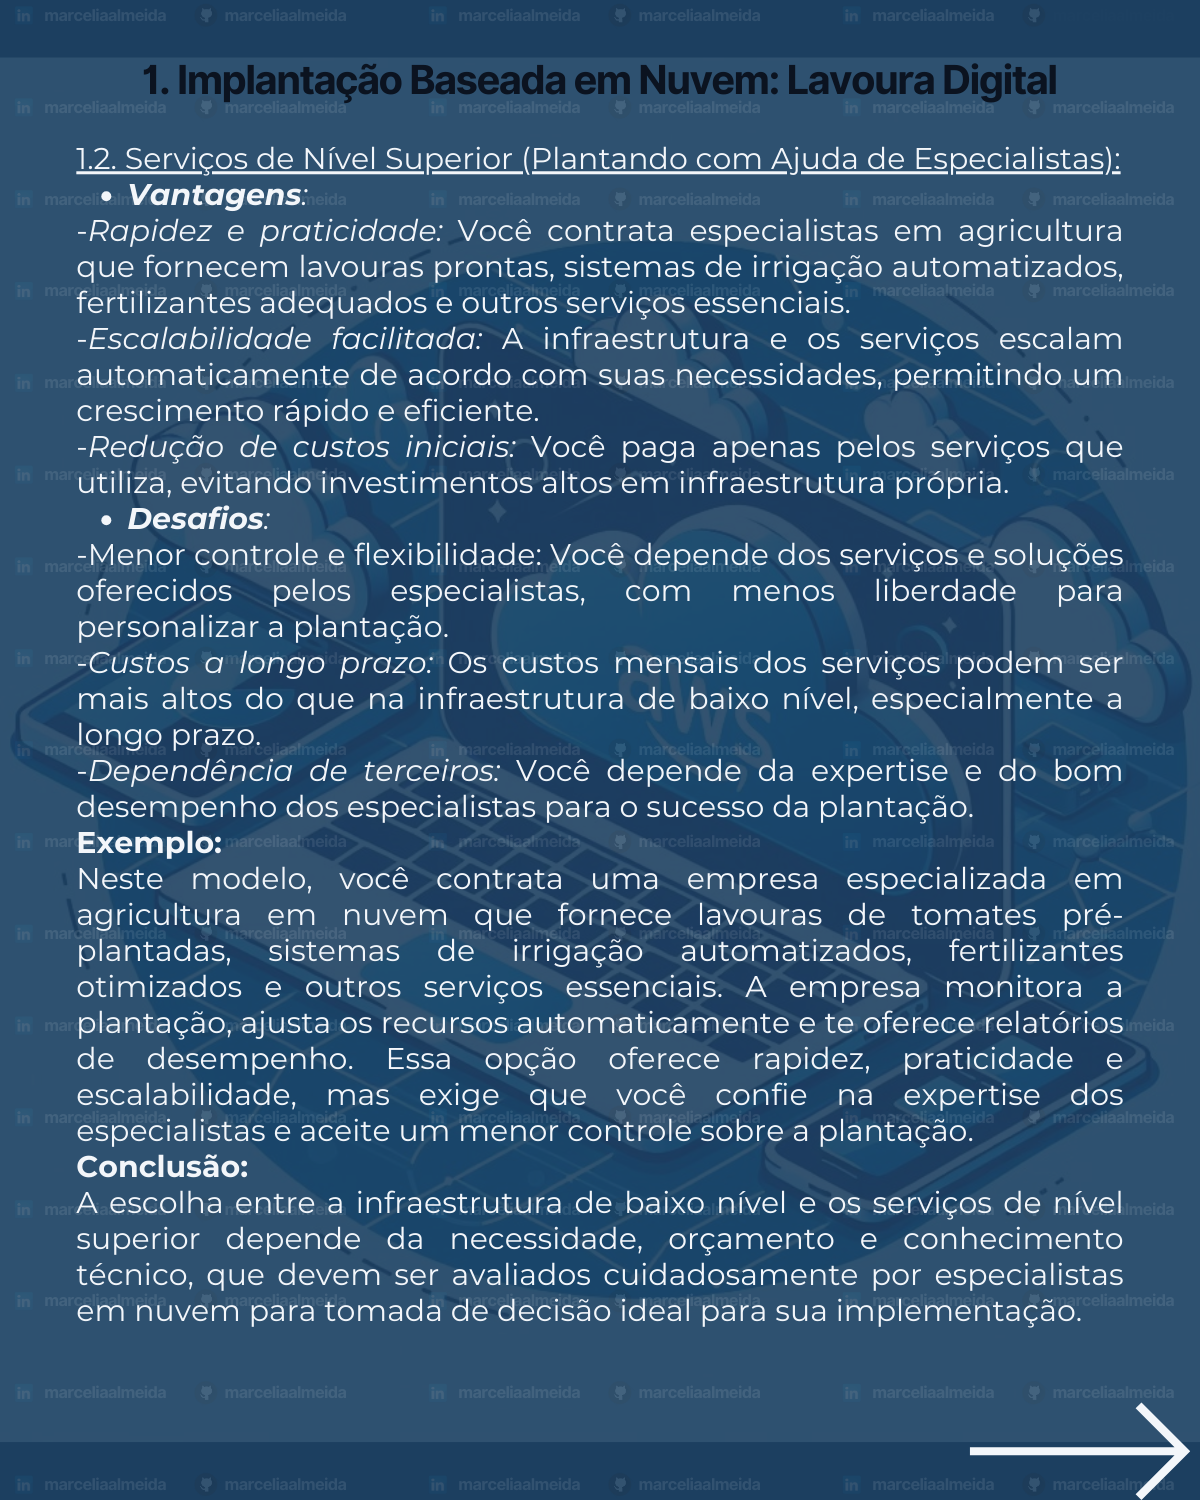 1. Implantação Baseada em Nuvem: Lavoura Digital
1.2. Serviços de Nível Superior (Plantando com Ajuda de Especialistas):
• Vantagens:
-Rapidez e praticidade: Você contrata especialistas em agricultura
que fornecem lavouras prontas, sistemas de irrigação automatizados,
fertilizantes adequados e outros serviços essenciais.
-Escalabilidade facilitada: A infraestrutura e os serviços escalam
automaticamente de acordo com suas necessidades, permitindo um
crescimento rápido e eficiente.
-Redução de custos iniciais: Você paga apenas pelos serviços que
utiliza, evitando investimentos altos em infraestrutura própria.
• Desafios:
-Menor controle e flexibilidade: Você depende dos serviços e soluções
oferecidos pelos especialistas, com menos liberdade para
personalizar a plantação.
-Custos a longo prazo: Os custos mensais dos serviços podem ser
mais altos do que na infraestrutura de baixo nível, especialmente a
longo prazo.
-Dependência de terceiros: Você depende da expertise e do bom
desempenho dos especialistas para o sucesso da plantação.
Exemplo:
Neste modelo, você contrata uma empresa especializada em
agricultura em nuvem que fornece lavouras de tomates pré-
plantadas, sistemas de irrigação automatizados, fertilizantes
otimizados e outros serviços essenciais. A empresa monitora a
plantação, ajusta os recursos automaticamente e te oferece relatórios
de desempenho. Essa opção oferece rapidez, praticidade e
escalabilidade, mas exige que você confie na expertise dos
especialistas e aceite um menor controle sobre a plantação.
Conclusão:
A escolha entre a infraestrutura de baixo nível e os serviços de nível
superior depende da necessidade, orçamento e conhecimento
técnico, que devem ser avaliados cuidadosamente por especialistas
em nuvem para tomada de decisão ideal para sua implementação.
marceliaalmeida